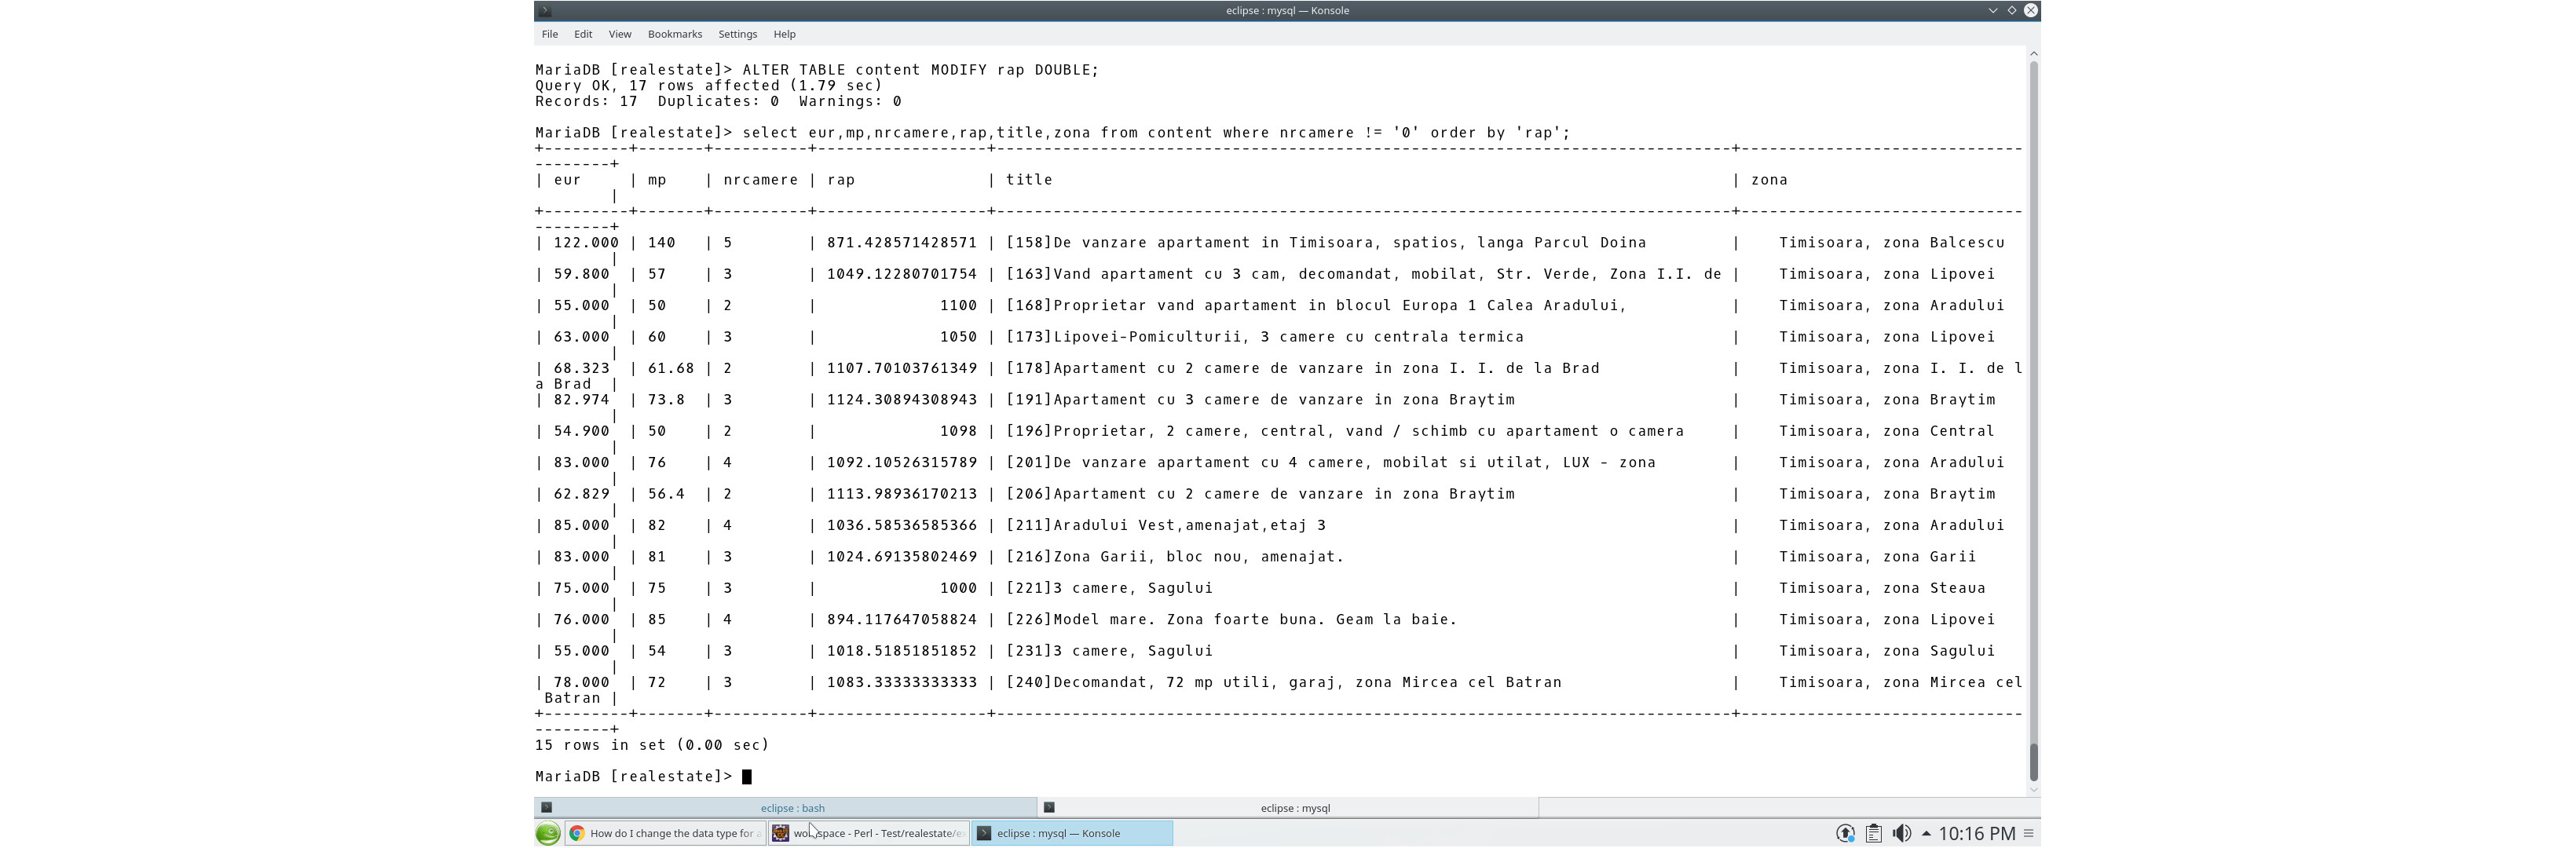 eclipse : mysql — Konsole
File Edit View Bookmarks Settings Help
MariaDB [realestate]> ALTER TABLE content MODIFY rap DOUBLE;
Query OK, 17 rows affected (1.79 sec)
Records: 17  Duplicates: 0  Warnings: 0
MariaDB [realestate]> select eur,mp,nrcamere,rap,title,zona from content where nrcamere != '0' order by 'rap';
| eur | mp | nrcamere | rap | title | zona
|
| 122.000 | 140 | 5 | 871.428571428571 | [158]De vanzare apartament in Timisoara, spatios, langa Parcul Doina | Timisoara, zona Balcescu
|
| 59.800 | 57 | 3 | 1049.12280701754 | [163]Vand apartament cu 3 cam, decomandat, mobilat, Str. Verde, Zona I.I. de | Timisoara, zona Lipovei
|
| 55.000 | 50 | 2 | 1100 | [168]Proprietar vand apartament in blocul Europa 1 Calea Aradului, | Timisoara, zona Aradului
|
| 63.000 | 60 | 3 | 1050 | [173]Lipovei-Pomiculturii, 3 camere cu centrala termica | Timisoara, zona Lipovei
|
| 68.323 | 61.68 | 2 | 1107.70103761349 | [178]Apartament cu 2 camere de vanzare in zona I. I. de la Brad | Timisoara, zona I. I. de l
a Brad |
| 82.974 | 73.8 | 3 | 1124.30894308943 | [191]Apartament cu 3 camere de vanzare in zona Braytim | Timisoara, zona Braytim
|
| 54.900 | 50 | 2 | 1098 | [196]Proprietar, 2 camere, central, vand / schimb cu apartament o camera | Timisoara, zona Central
|
| 83.000 | 76 | 4 | 1092.10526315789 | [201]De vanzare apartament cu 4 camere, mobilat si utilat, LUX - zona | Timisoara, zona Aradului
|
| 62.829 | 56.4 | 2 | 1113.98936170213 | [206]Apartament cu 2 camere de vanzare in zona Braytim | Timisoara, zona Braytim
|
| 85.000 | 82 | 4 | 1036.58536585366 | [211]Aradului Vest,amenajat,etaj 3 | Timisoara, zona Aradului
|
| 83.000 | 81 | 3 | 1024.69135802469 | [216]Zona Garii, bloc nou, amenajat. | Timisoara, zona Garii
|
| 75.000 | 75 | 3 | 1000 | [221]3 camere, Sagului | Timisoara, zona Steaua
|
| 76.000 | 85 | 4 | 894.117647058824 | [226]Model mare. Zona foarte buna. Geam la baie. | Timisoara, zona Lipovei
|
| 55.000 | 54 | 3 | 1018.51851851852 | [231]3 camere, Sagului | Timisoara, zona Sagului
|
| 78.000 | 72 | 3 | 1083.33333333333 | [240]Decomandat, 72 mp utili, garaj, zona Mircea cel Batran | Timisoara, zona Mircea cel
Batran |
15 rows in set (0.00 sec)
MariaDB [realestate]>
eclipse : bash eclipse : mysql
How do I change the data type for - Perl - Test/realestate/ eclipse : mysql — Konsole 10:16 PM